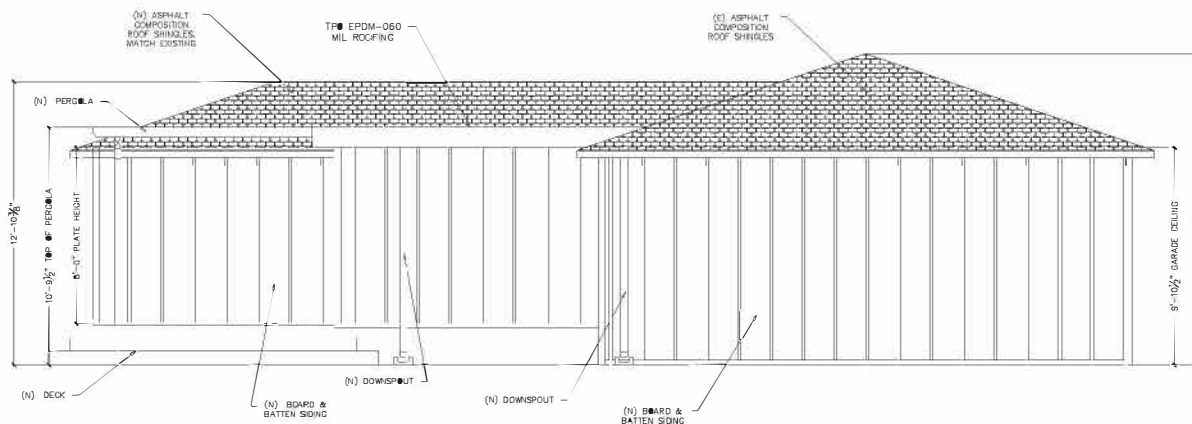 (N) ASPHALT
COMPOSITION
ROOF SHINGLES,
MATCH EXISTING
TPO EPDM-060
MIL ROOFING
(E) ASPHALT
COMPOSITION
ROOF SHINGLES
(N) PERGOLA
12'-10⅜"
10'-9½" TOP OF PERGOLA
8'-0" PLATE HEIGHT
9'-10½" GARAGE CEILING
(N) DECK
(N) BOARD &
BATTEN SIDING
(N) DOWNSPOUT
(N) DOWNSPOUT
(N) BOARD &
BATTEN SIDING